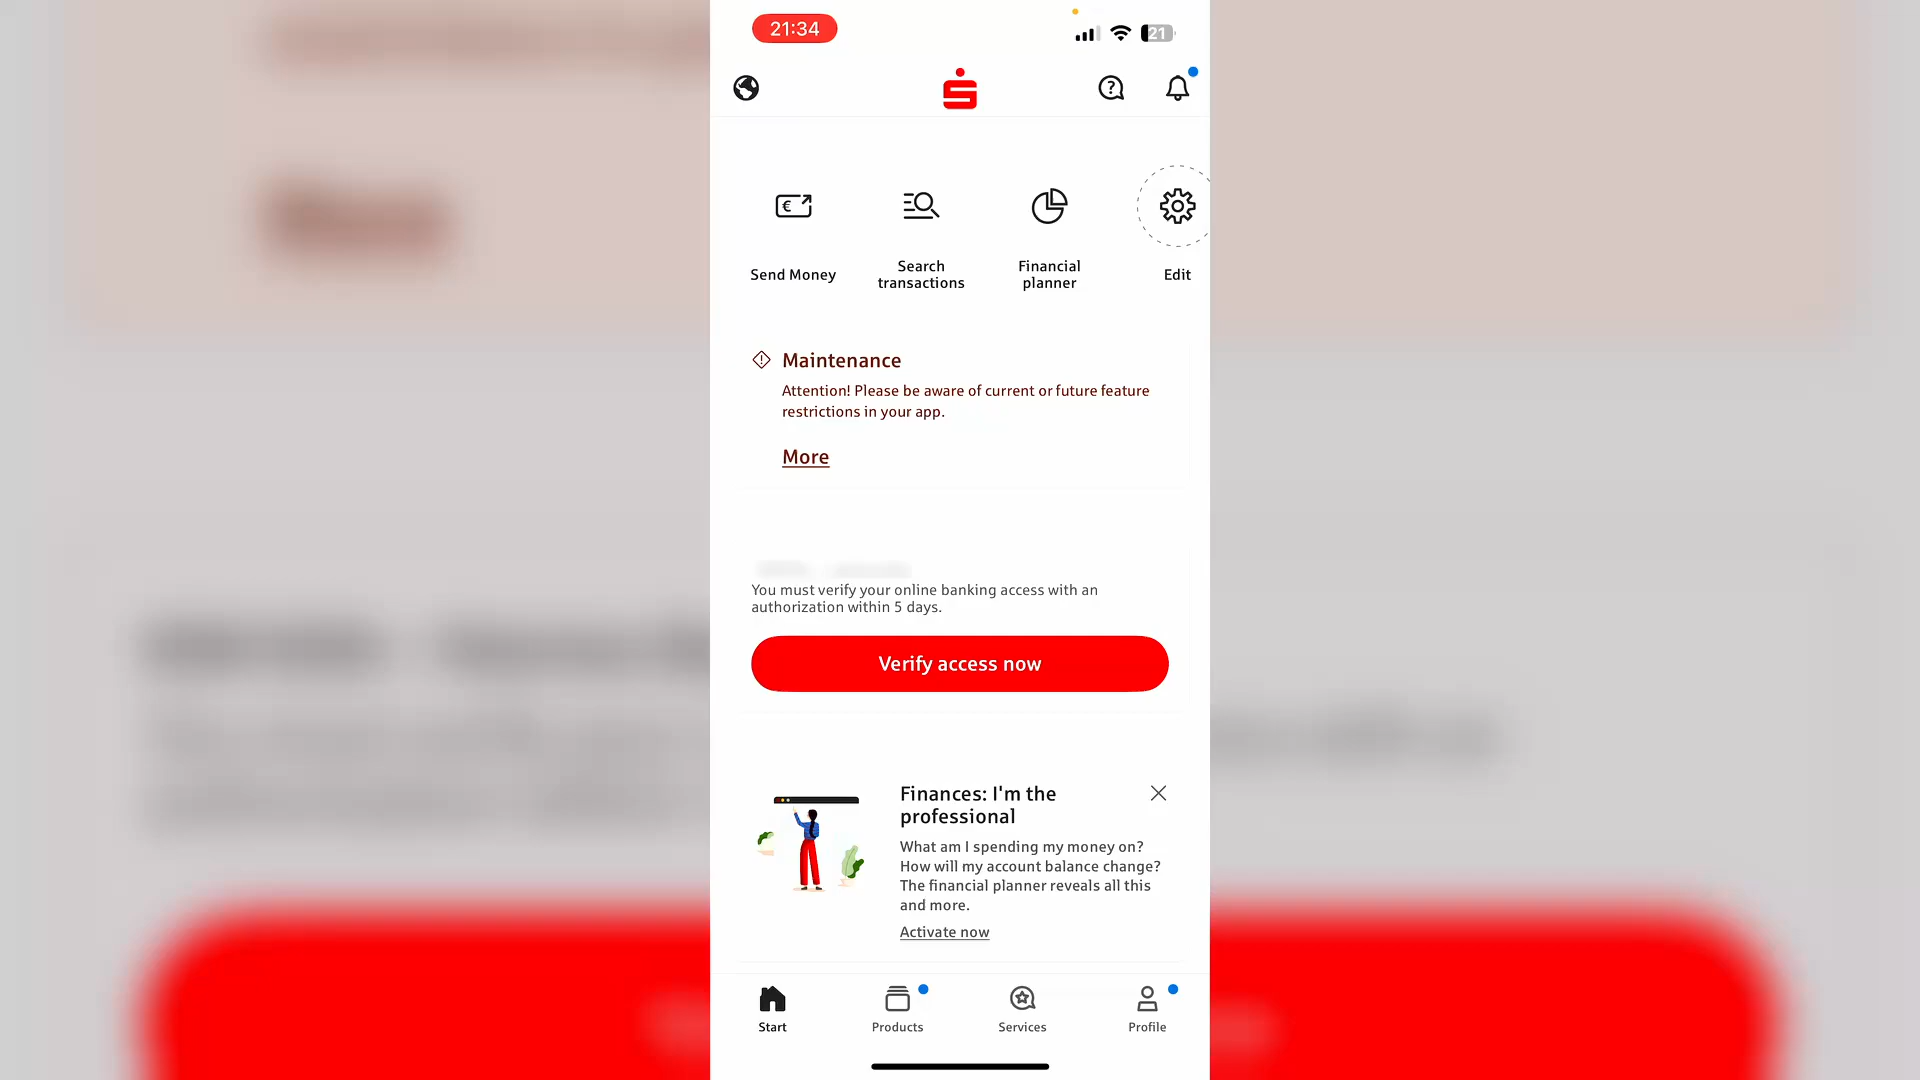 21:34
21
Send Money
Search
transactions
Financial
planner
Edit
Maintenance
Attention! Please be aware of current or future feature
restrictions in your app.
More
You must verify your online banking access with an
authorization within 5 days.
Verify access now
Finances: I'm the
professional
What am I spending my money on?
How will my account balance change?
The financial planner reveals all this
and more.
Activate now
Start
Products
Services
Profile